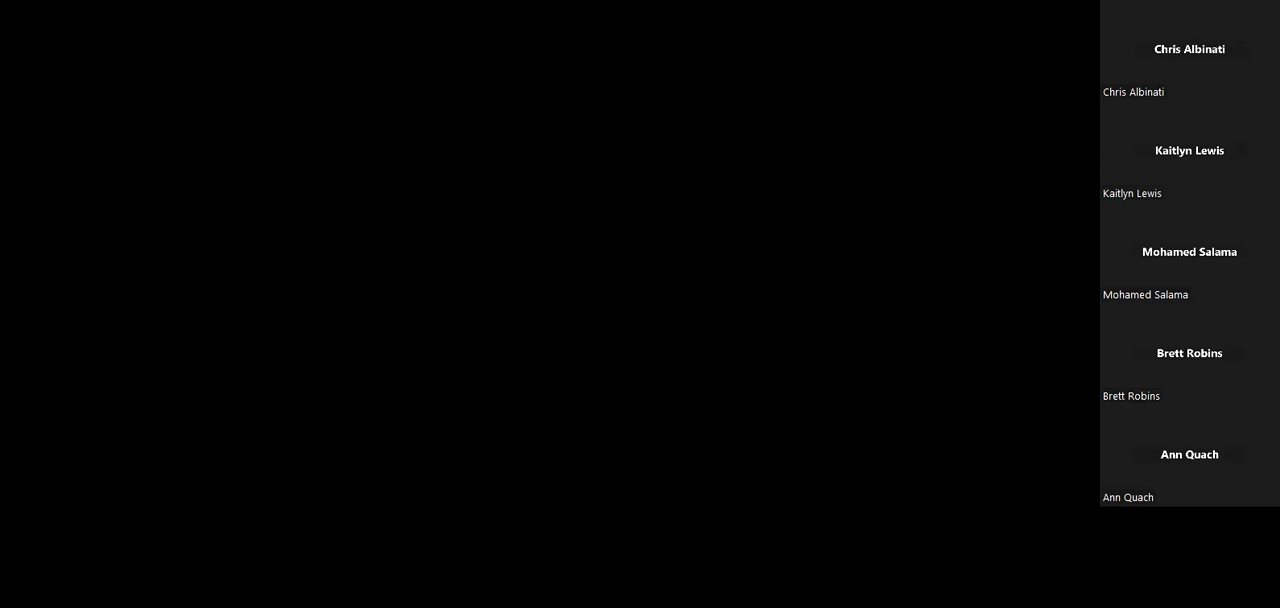 Chris Albinati
Chris Albinati
Kaitlyn Lewis
Kaitlyn Lewis
Mohamed Salama
Mohamed Salama
Brett Robins
Brett Robins
Ann Quach
Ann Quach